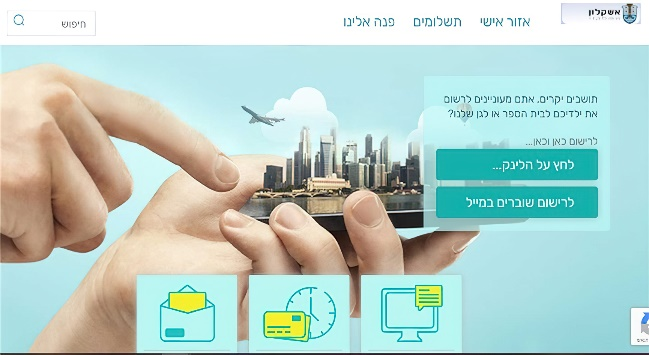 אשקלון
אזור אישי
תשלומים
פנה אלינו
חיפוש
תושבים יקרים, אתם מעוניינים לרשום
את ילדיכם לבית הספר או לגן שלנו?
לרישום כאן וכאן...
לחץ על הלינק...
לרישום שוברים במייל